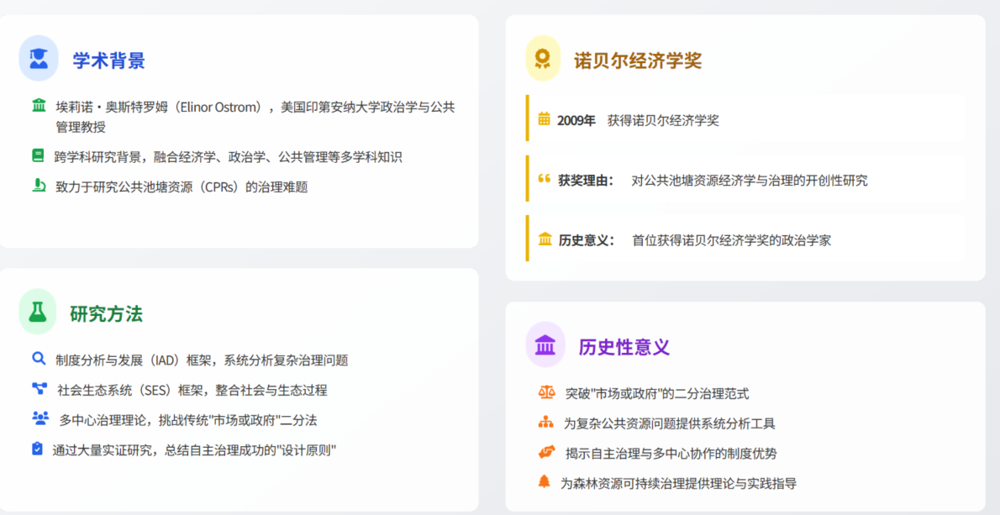 学术背景
埃莉诺·奥斯特罗姆（Elinor Ostrom），美国印第安纳大学政治学与公共
管理教授
跨学科研究背景，融合经济学、政治学、公共管理等多学科知识
致力于研究公共池塘资源（CPRs）的治理难题
研究方法
制度分析与发展（IAD）框架，系统分析复杂治理问题
社会生态系统（SES）框架，整合社会与生态过程
多中心治理理论，挑战传统"市场或政府"二分法
通过大量实证研究，总结自主治理成功的"设计原则"
诺贝尔经济学奖
2009年 获得诺贝尔经济学奖
获奖理由： 对公共池塘资源经济学与治理的开创性研究
历史意义： 首位获得诺贝尔经济学奖的政治学家
历史性意义
突破"市场或政府"的二分治理范式
为复杂公共资源问题提供系统分析工具
揭示自主治理与多中心协作的制度优势
为森林资源可持续治理提供理论与实践指导